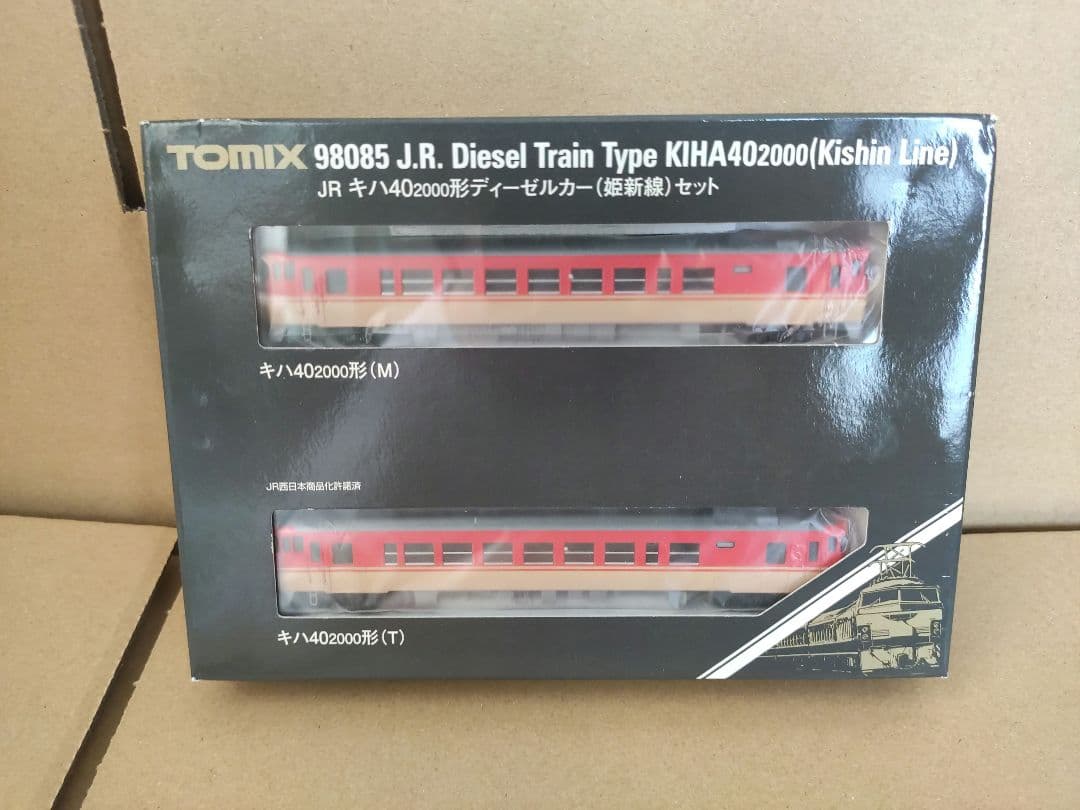 TOMIX 98085 J.R. Diesel Train Type KIHA402000(Kishin Line)
JR キハ402000形ディーゼルカー(姫新線)セット
キハ402000形(M)
JR西日本商品化許諾済
キハ402000形(T)